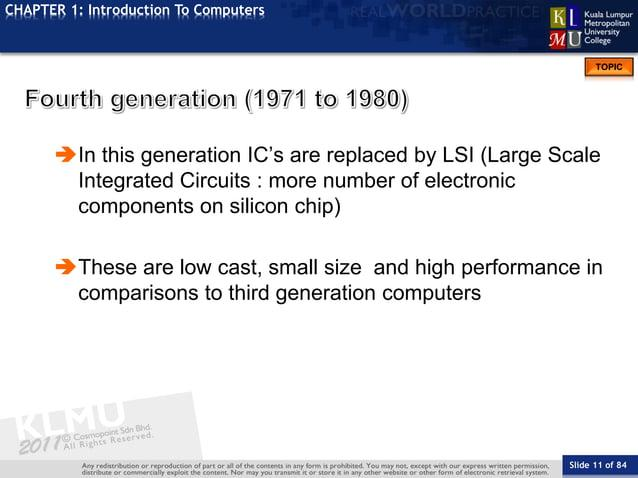 CHAPTER 1: Introduction To Computers
REALWORLDPRACTICE
KLMU
Kuala Lumpur
Metropolitan
University
College
TOPIC
Fourth generation (1971 to 1980)
In this generation IC’s are replaced by LSI (Large Scale
Integrated Circuits : more number of electronic
components on silicon chip)
These are low cast, small size and high performance in
comparisons to third generation computers
KLMU
2011© Cosmopoint Sdn Bhd.
All Rights Reserved.
Any redistribution or reproduction of part or all of the contents in any form is prohibited. You may not, except with our express written permission,
distribute or commercially exploit the content. Nor may you transmit it or store it in any other website or other form of electronic retrieval system.
Slide 11 of 84